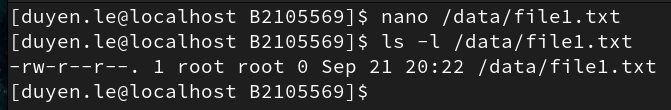 [duyen.le@localhost B2105569]$ nano /data/file1.txt
[duyen.le@localhost B2105569]$ ls -l /data/file1.txt
-rw-r--r--. 1 root root 0 Sep 21 20:22 /data/file1.txt
[duyen.le@localhost B2105569]$